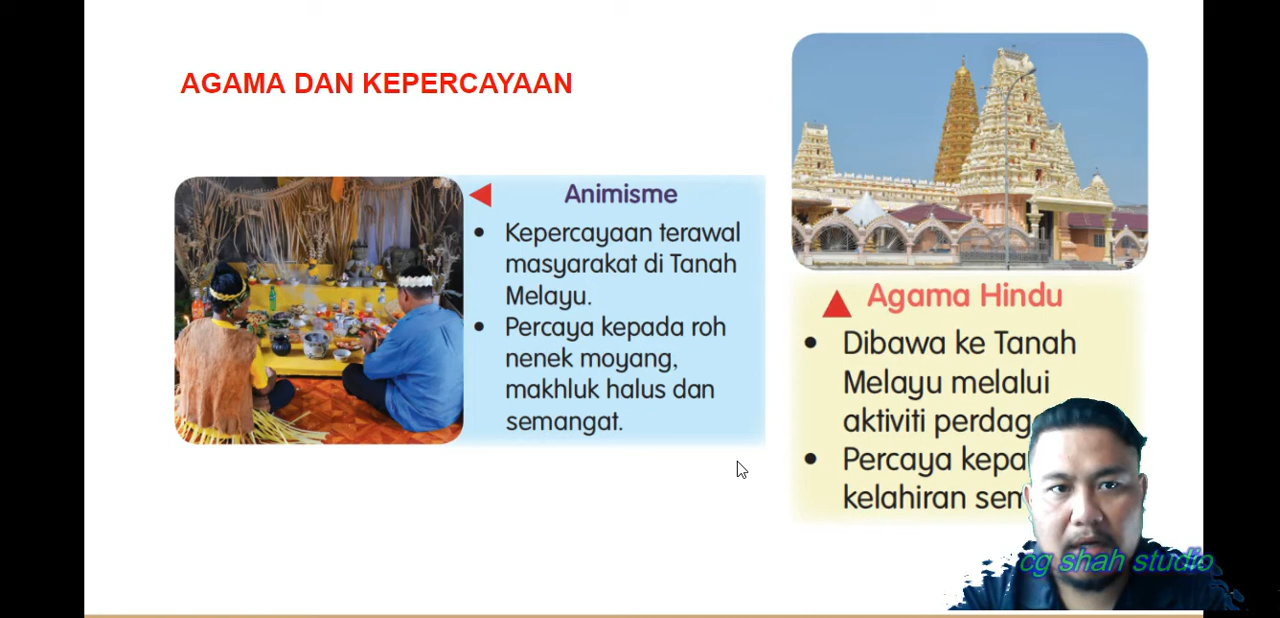 AGAMA DAN KEPERCAYAAN
Animisme
• Kepercayaan terawal
masyarakat di Tanah
Melayu.
• Percaya kepada roh
nenek moyang,
makhluk halus dan
semangat.
Agama Hindu
• Dibawa ke Tanah
Melayu melalui
aktiviti perdag
• Percaya kepa
kelahiran sem
cg shah studio